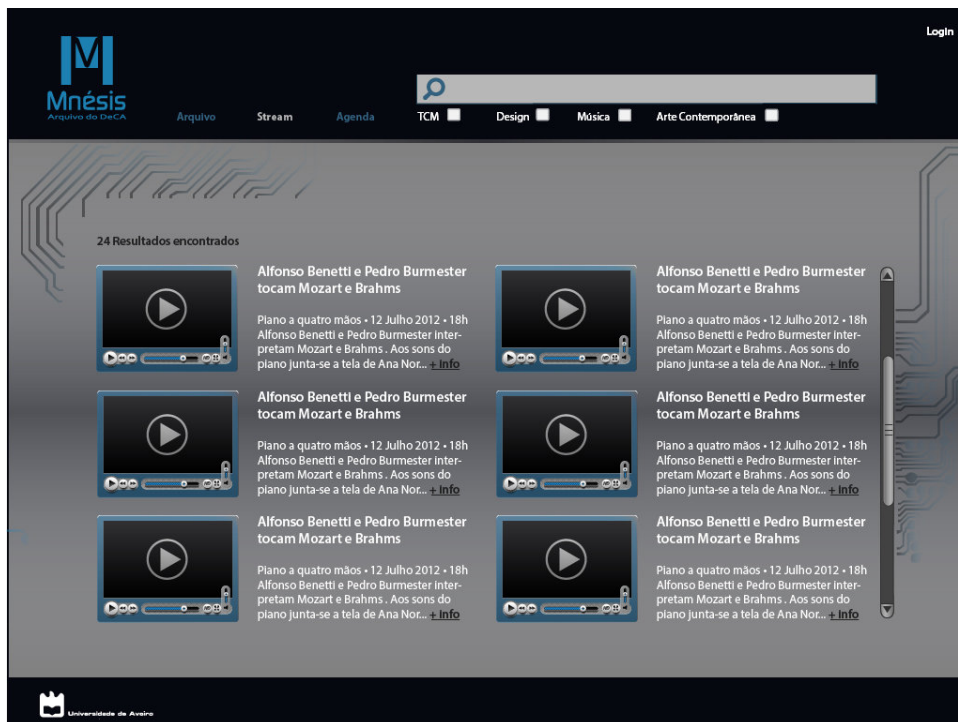 Login
Mnésis
Arquivo do DeCA
Arquivo Stream Agenda
TCM Design Música Arte Contemporânea
24 Resultados encontrados
Alfonso Benetti e Pedro Burmester
tocam Mozart e Brahms
Piano a quatro mãos • 12 Julho 2012 • 18h
Alfonso Benetti e Pedro Burmester inter-
pretam Mozart e Brahms . Aos sons do
piano junta-se a tela de Ana Nor... + Info
Alfonso Benetti e Pedro Burmester
tocam Mozart e Brahms
Piano a quatro mãos • 12 Julho 2012 • 18h
Alfonso Benetti e Pedro Burmester inter-
pretam Mozart e Brahms . Aos sons do
piano junta-se a tela de Ana Nor... + Info
Alfonso Benetti e Pedro Burmester
tocam Mozart e Brahms
Piano a quatro mãos • 12 Julho 2012 • 18h
Alfonso Benetti e Pedro Burmester inter-
pretam Mozart e Brahms . Aos sons do
piano junta-se a tela de Ana Nor... + Info
Alfonso Benetti e Pedro Burmester
tocam Mozart e Brahms
Piano a quatro mãos • 12 Julho 2012 • 18h
Alfonso Benetti e Pedro Burmester inter-
pretam Mozart e Brahms . Aos sons do
piano junta-se a tela de Ana Nor... + Info
Alfonso Benetti e Pedro Burmester
tocam Mozart e Brahms
Piano a quatro mãos • 12 Julho 2012 • 18h
Alfonso Benetti e Pedro Burmester inter-
pretam Mozart e Brahms . Aos sons do
piano junta-se a tela de Ana Nor... + Info
Alfonso Benetti e Pedro Burmester
tocam Mozart e Brahms
Piano a quatro mãos • 12 Julho 2012 • 18h
Alfonso Benetti e Pedro Burmester inter-
pretam Mozart e Brahms . Aos sons do
piano junta-se a tela de Ana Nor... + Info
Universidade de Aveiro